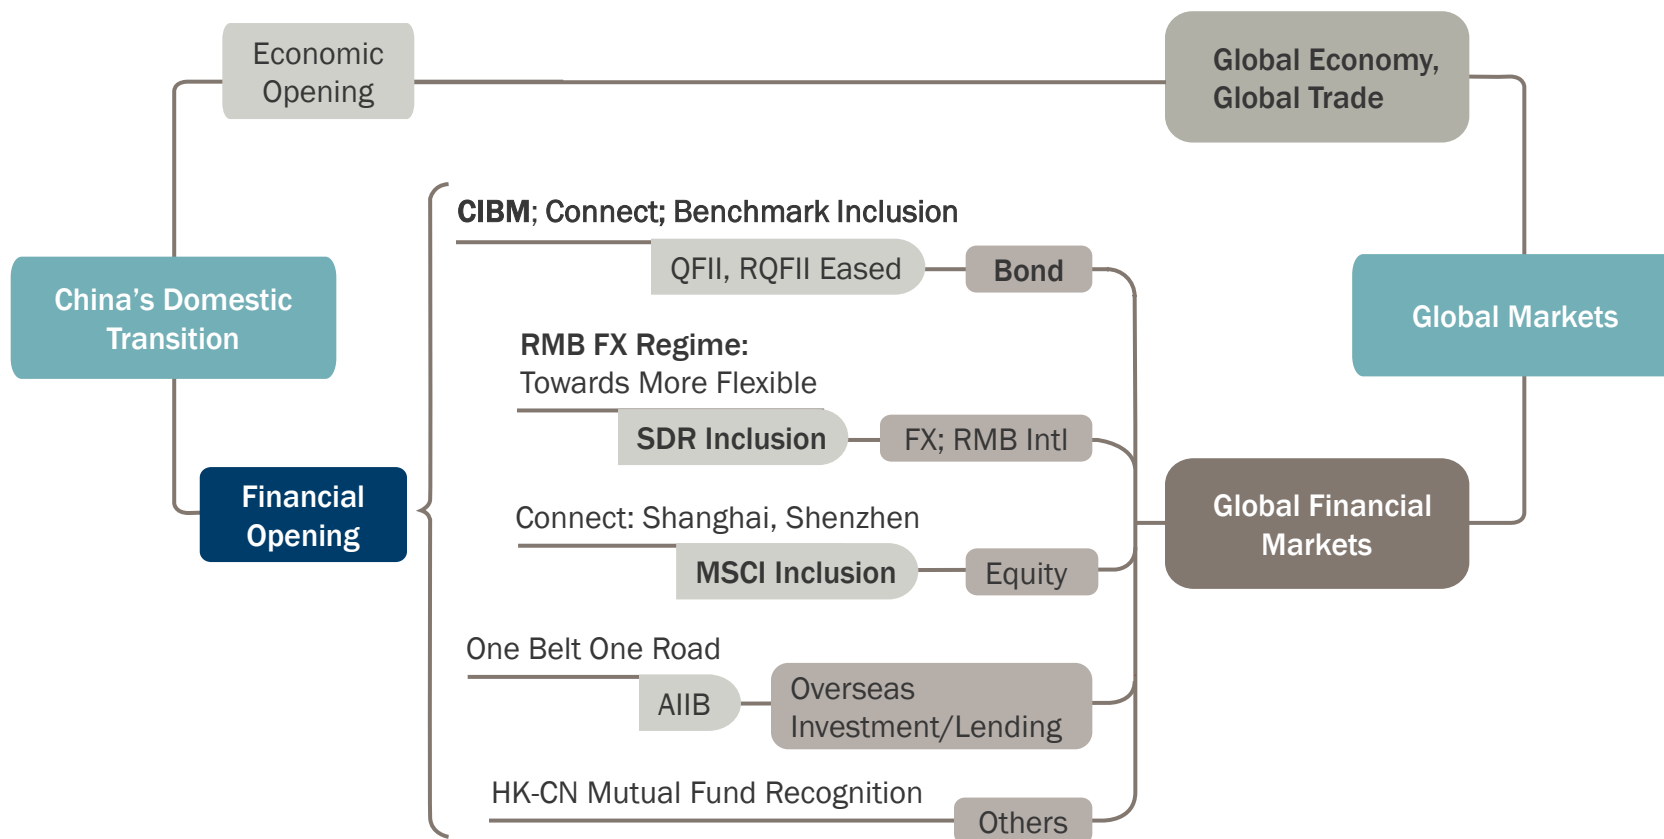 Economic
Opening
Global Economy,
Global Trade
CIBM; Connect; Benchmark Inclusion
QFII, RQFII Eased
Bond
China’s Domestic
Transition
Global Markets
RMB FX Regime:
Towards More Flexible
SDR Inclusion
FX; RMB Intl
Financial
Opening
Connect: Shanghai, Shenzhen
MSCI Inclusion
Equity
Global Financial
Markets
One Belt One Road
AIIB
Overseas
Investment/Lending
HK-CN Mutual Fund Recognition
Others